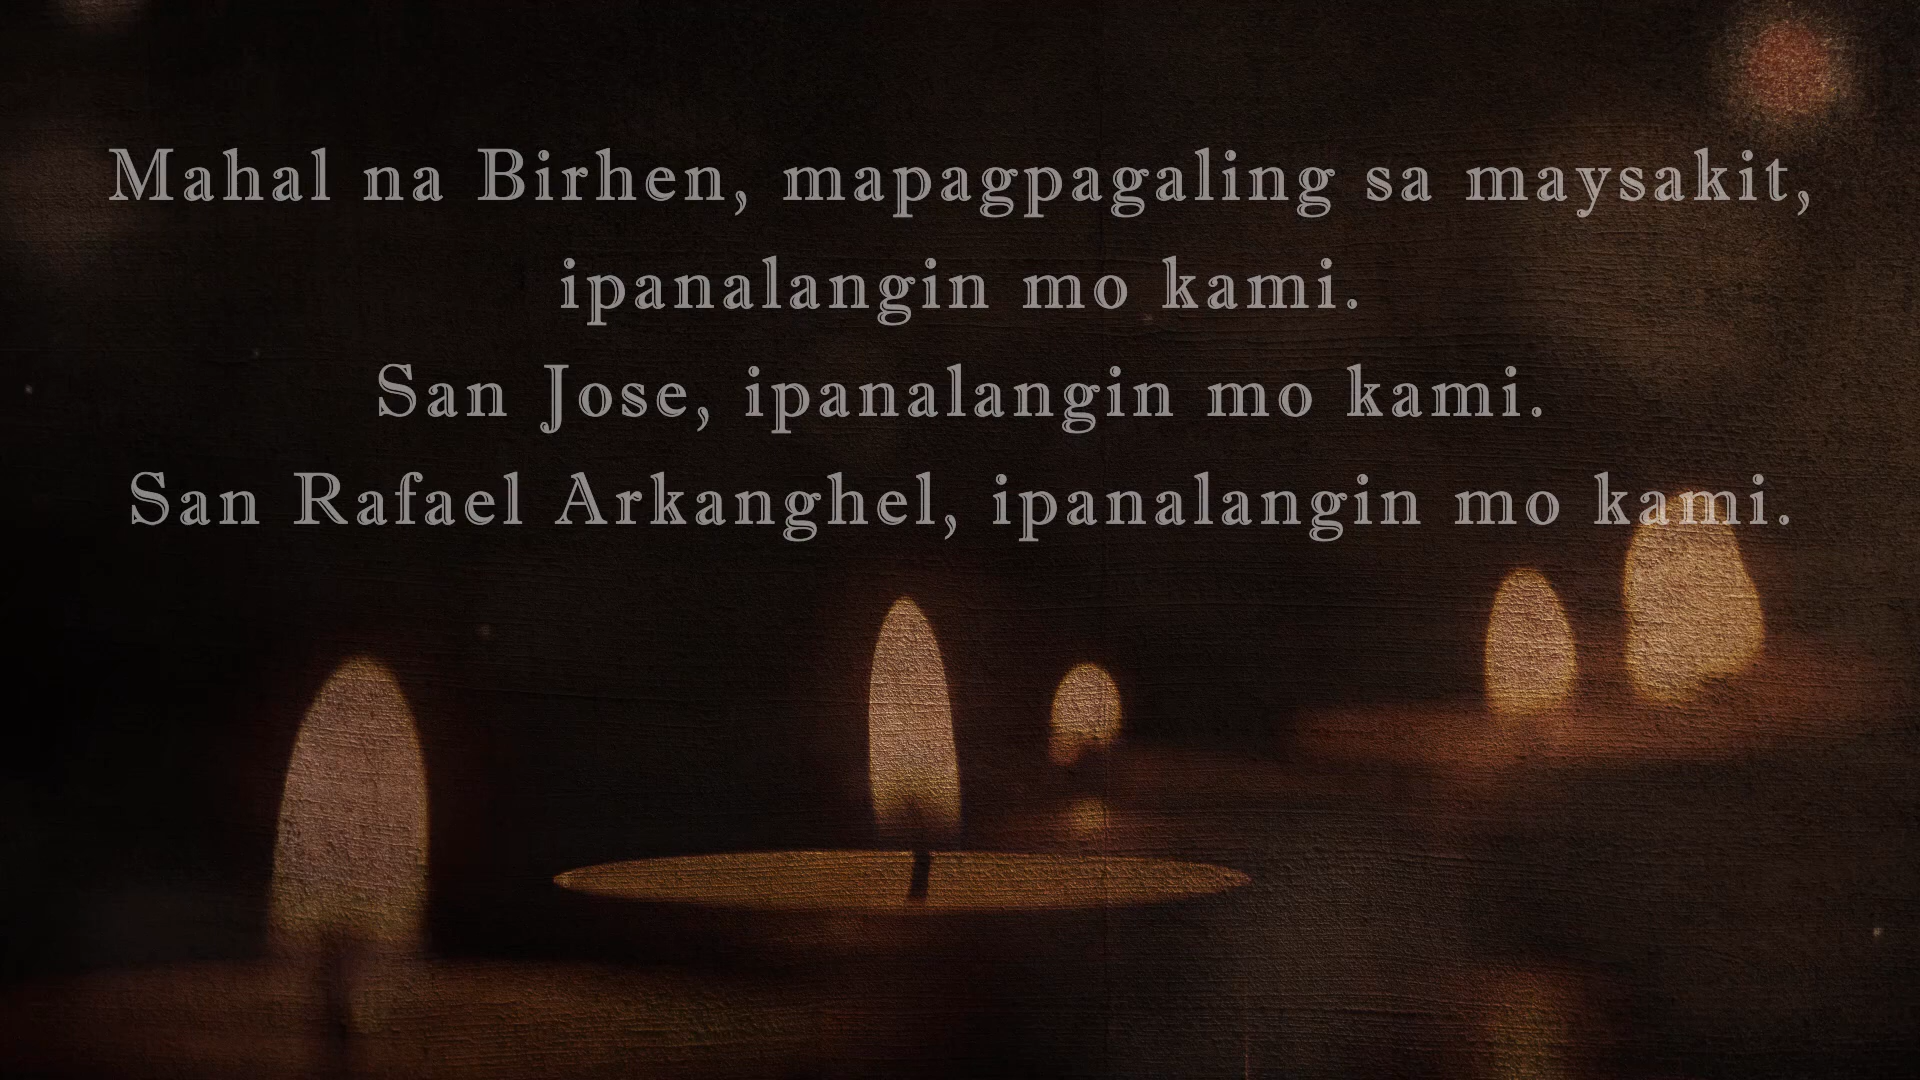 Mahal na Birhen, mapagpagaling sa maysakit,
ipanalangin mo kami.
San Jose, ipanalangin mo kami.
San Rafael Arkanghel, ipanalangin mo kami.